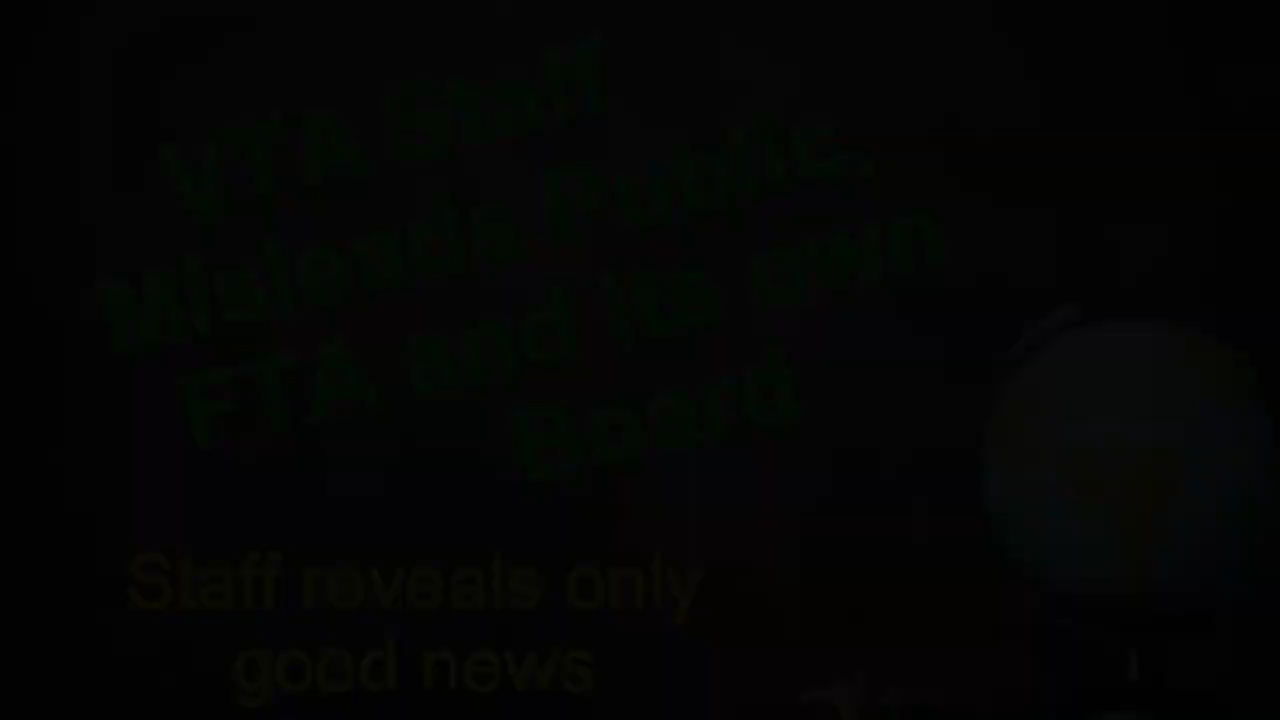 VTA Staff
Misleads Public,
FTA and its own
Board
Staff reveals only
good news